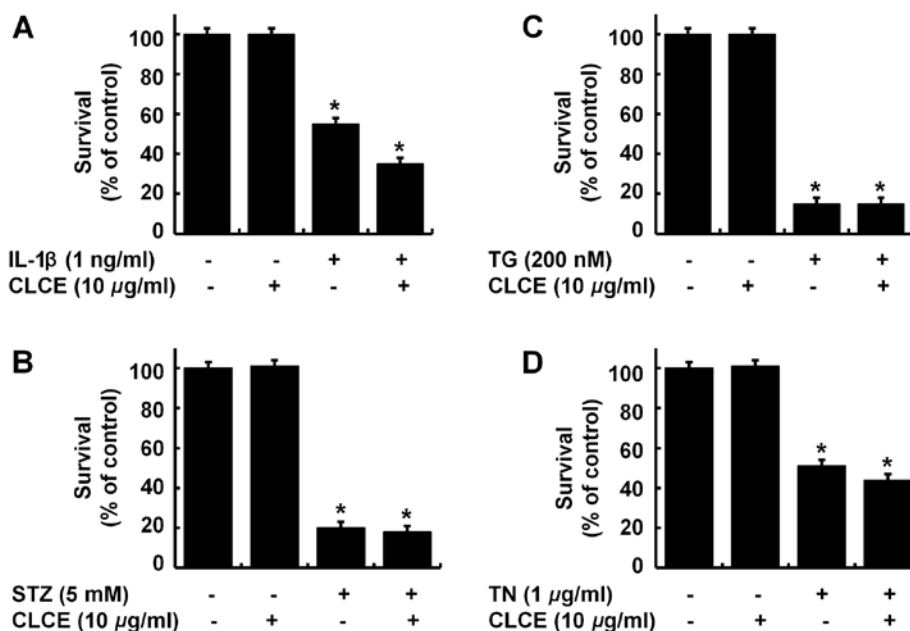 A
Survival
(% of control)
100
80
60
40
20
0
* *
IL-1β (1 ng/ml) - - + +
CLCE (10 µg/ml) - + - +
C
Survival
(% of control)
100
80
60
40
20
0
* *
TG (200 nM) - - + +
CLCE (10 µg/ml) - + - +
B
Survival
(% of control)
100
80
60
40
20
0
* *
STZ (5 mM) - - + +
CLCE (10 µg/ml) - + - +
D
Survival
(% of control)
100
80
60
40
20
0
* *
TN (1 µg/ml) - - + +
CLCE (10 µg/ml) - + - +